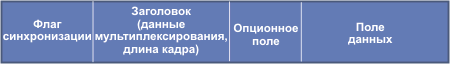 Флаг
синхронизации
Заголовок
(данные
мультиплексирования,
длина кадра)
Опционное
поле
Поле
данных